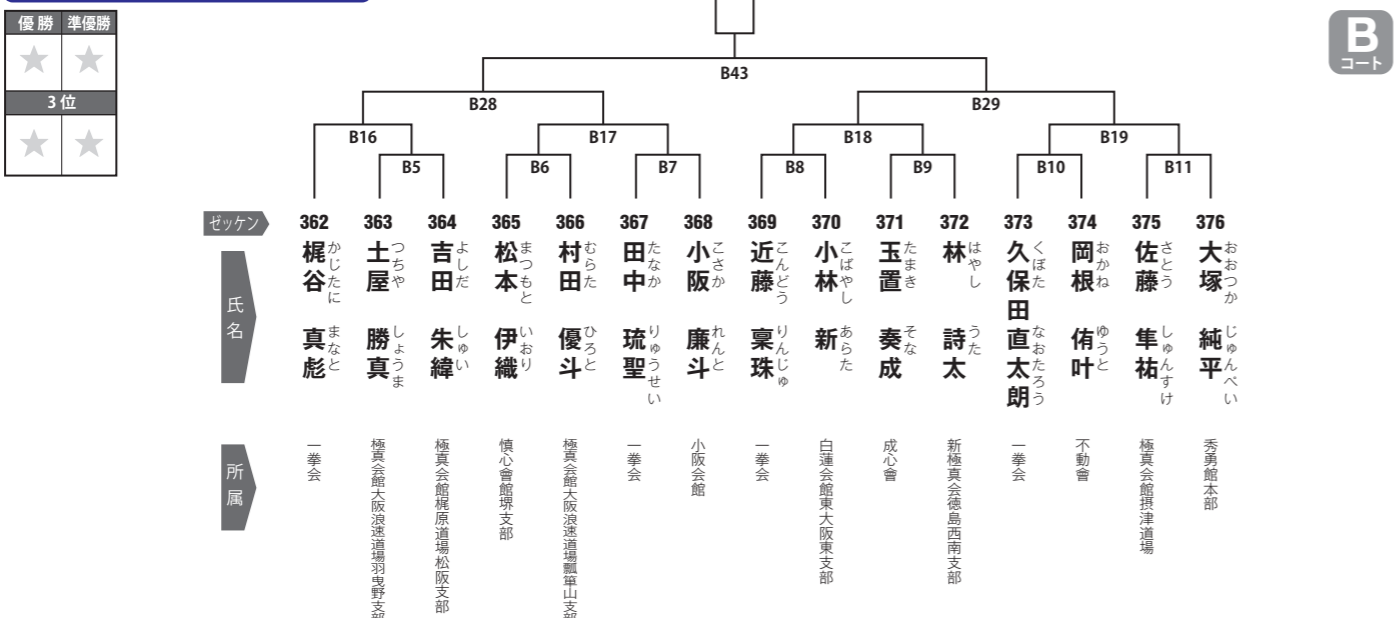 優勝 準優勝
3位
B
コート
B43
B28
B29
B16
B17
B18
B19
B5
B6
B7
B8
B9
B10
B11
ゼッケン
362 363 364 365 366 367 368 369 370 371 372 373 374 375 376
氏名
梶谷 真彪
かじたに まなと
土屋 勝真
つちや しょうま
吉田 朱緯
よしだ しゅい
松本 伊織
まつもと いおり
村田 優斗
むらた ひろと
田中 琉聖
たなか りゅうせい
小阪 廉斗
こさか れんと
近藤 稟珠
こんどう りんじゅ
小林 新
こばやし あらた
玉置 奏成
たまき そな
林 詩太
はやし うた
久保田 直太朗
くぼた なおたろう
岡根 侑叶
おかね ゆうと
佐藤 隼祐
さとう しゅんすけ
大塚 純平
おおつか じゅんぺい
所属
一拳会
極真会館大阪浪速道場羽曳野支部
極真会館梶原道場松阪支部
慎心會館堺支部
極真会館大阪浪速道場瓢箪山支部
一拳会
小阪会館
一拳会
白蓮会館東大阪東支部
成心會
新極真会徳島西南支部
一拳会
不動會
極真会館摂津道場
秀勇館本部